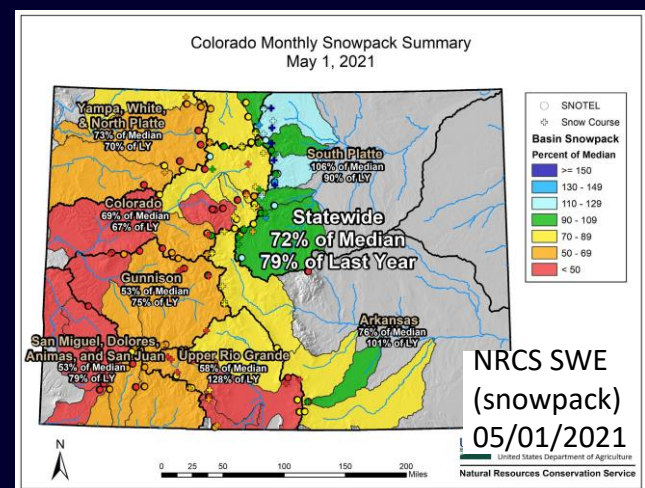 Colorado Monthly Snowpack Summary
May 1, 2021
Yampa, White,
& North Platte
73% of Median
70% of LY
South Platte
106% of Median
90% of LY
Colorado
69% of Median
67% of LY
Statewide
72% of Median
79% of Last Year
Gunnison
53% of Median
75% of LY
Arkansas
76% of Median
101% of LY
San Miguel, Dolores,
Animas, and San Juan
53% of Median
79% of LY
Upper Rio Grande
58% of Median
128% of LY
SNOTEL
Snow Course
Basin Snowpack
Percent of Median
>= 150
130 - 149
110 - 129
90 - 109
70 - 89
50 - 69
< 50
NRCS SWE
(snowpack)
05/01/2021
United States Department of Agriculture
Natural Resources Conservation Service
N
0 25 50 100 150 200
Miles